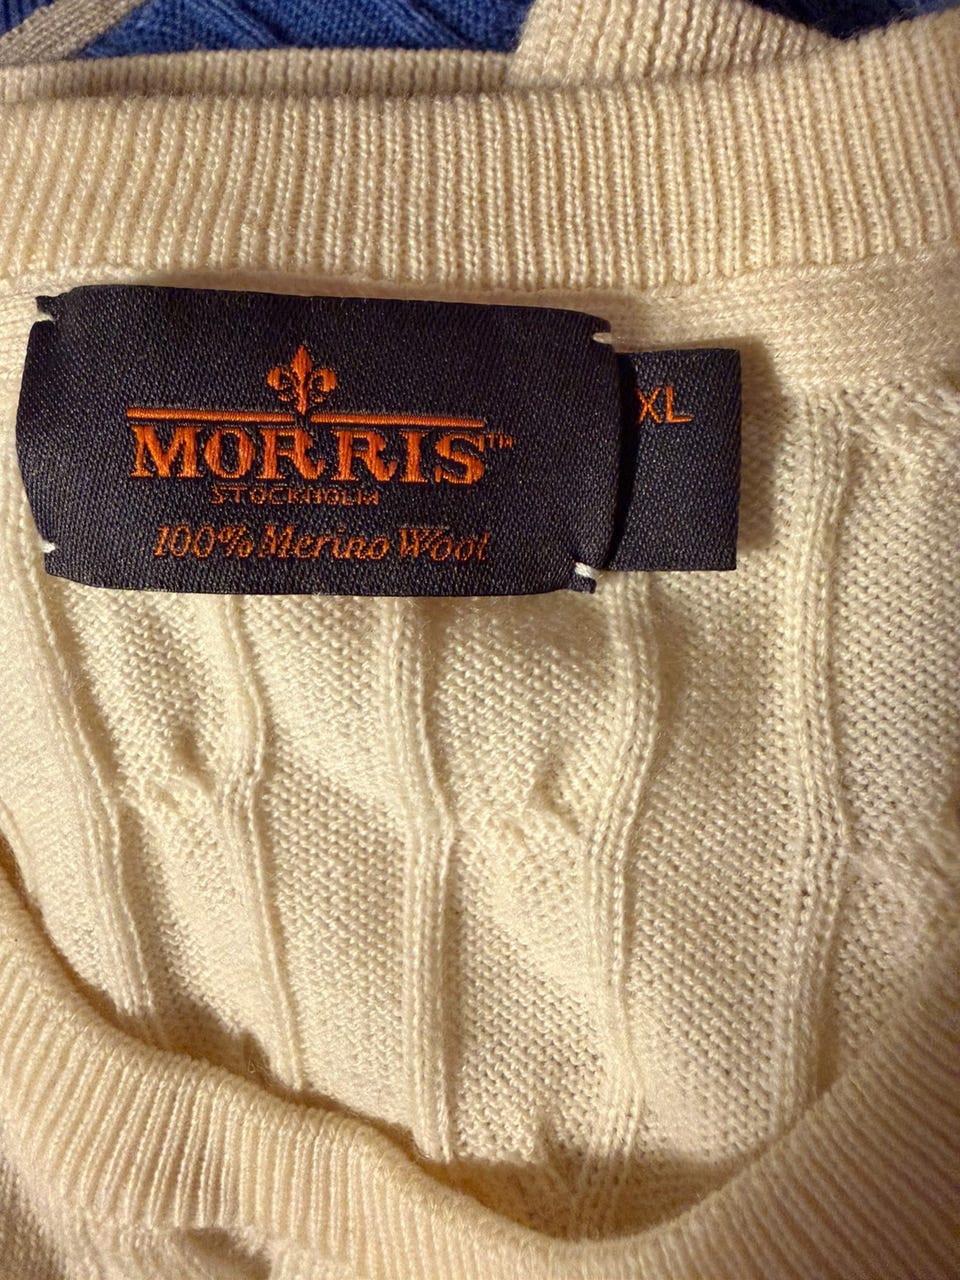 MORRIS™
STOCKHOLM
100% Merino Wool
XL